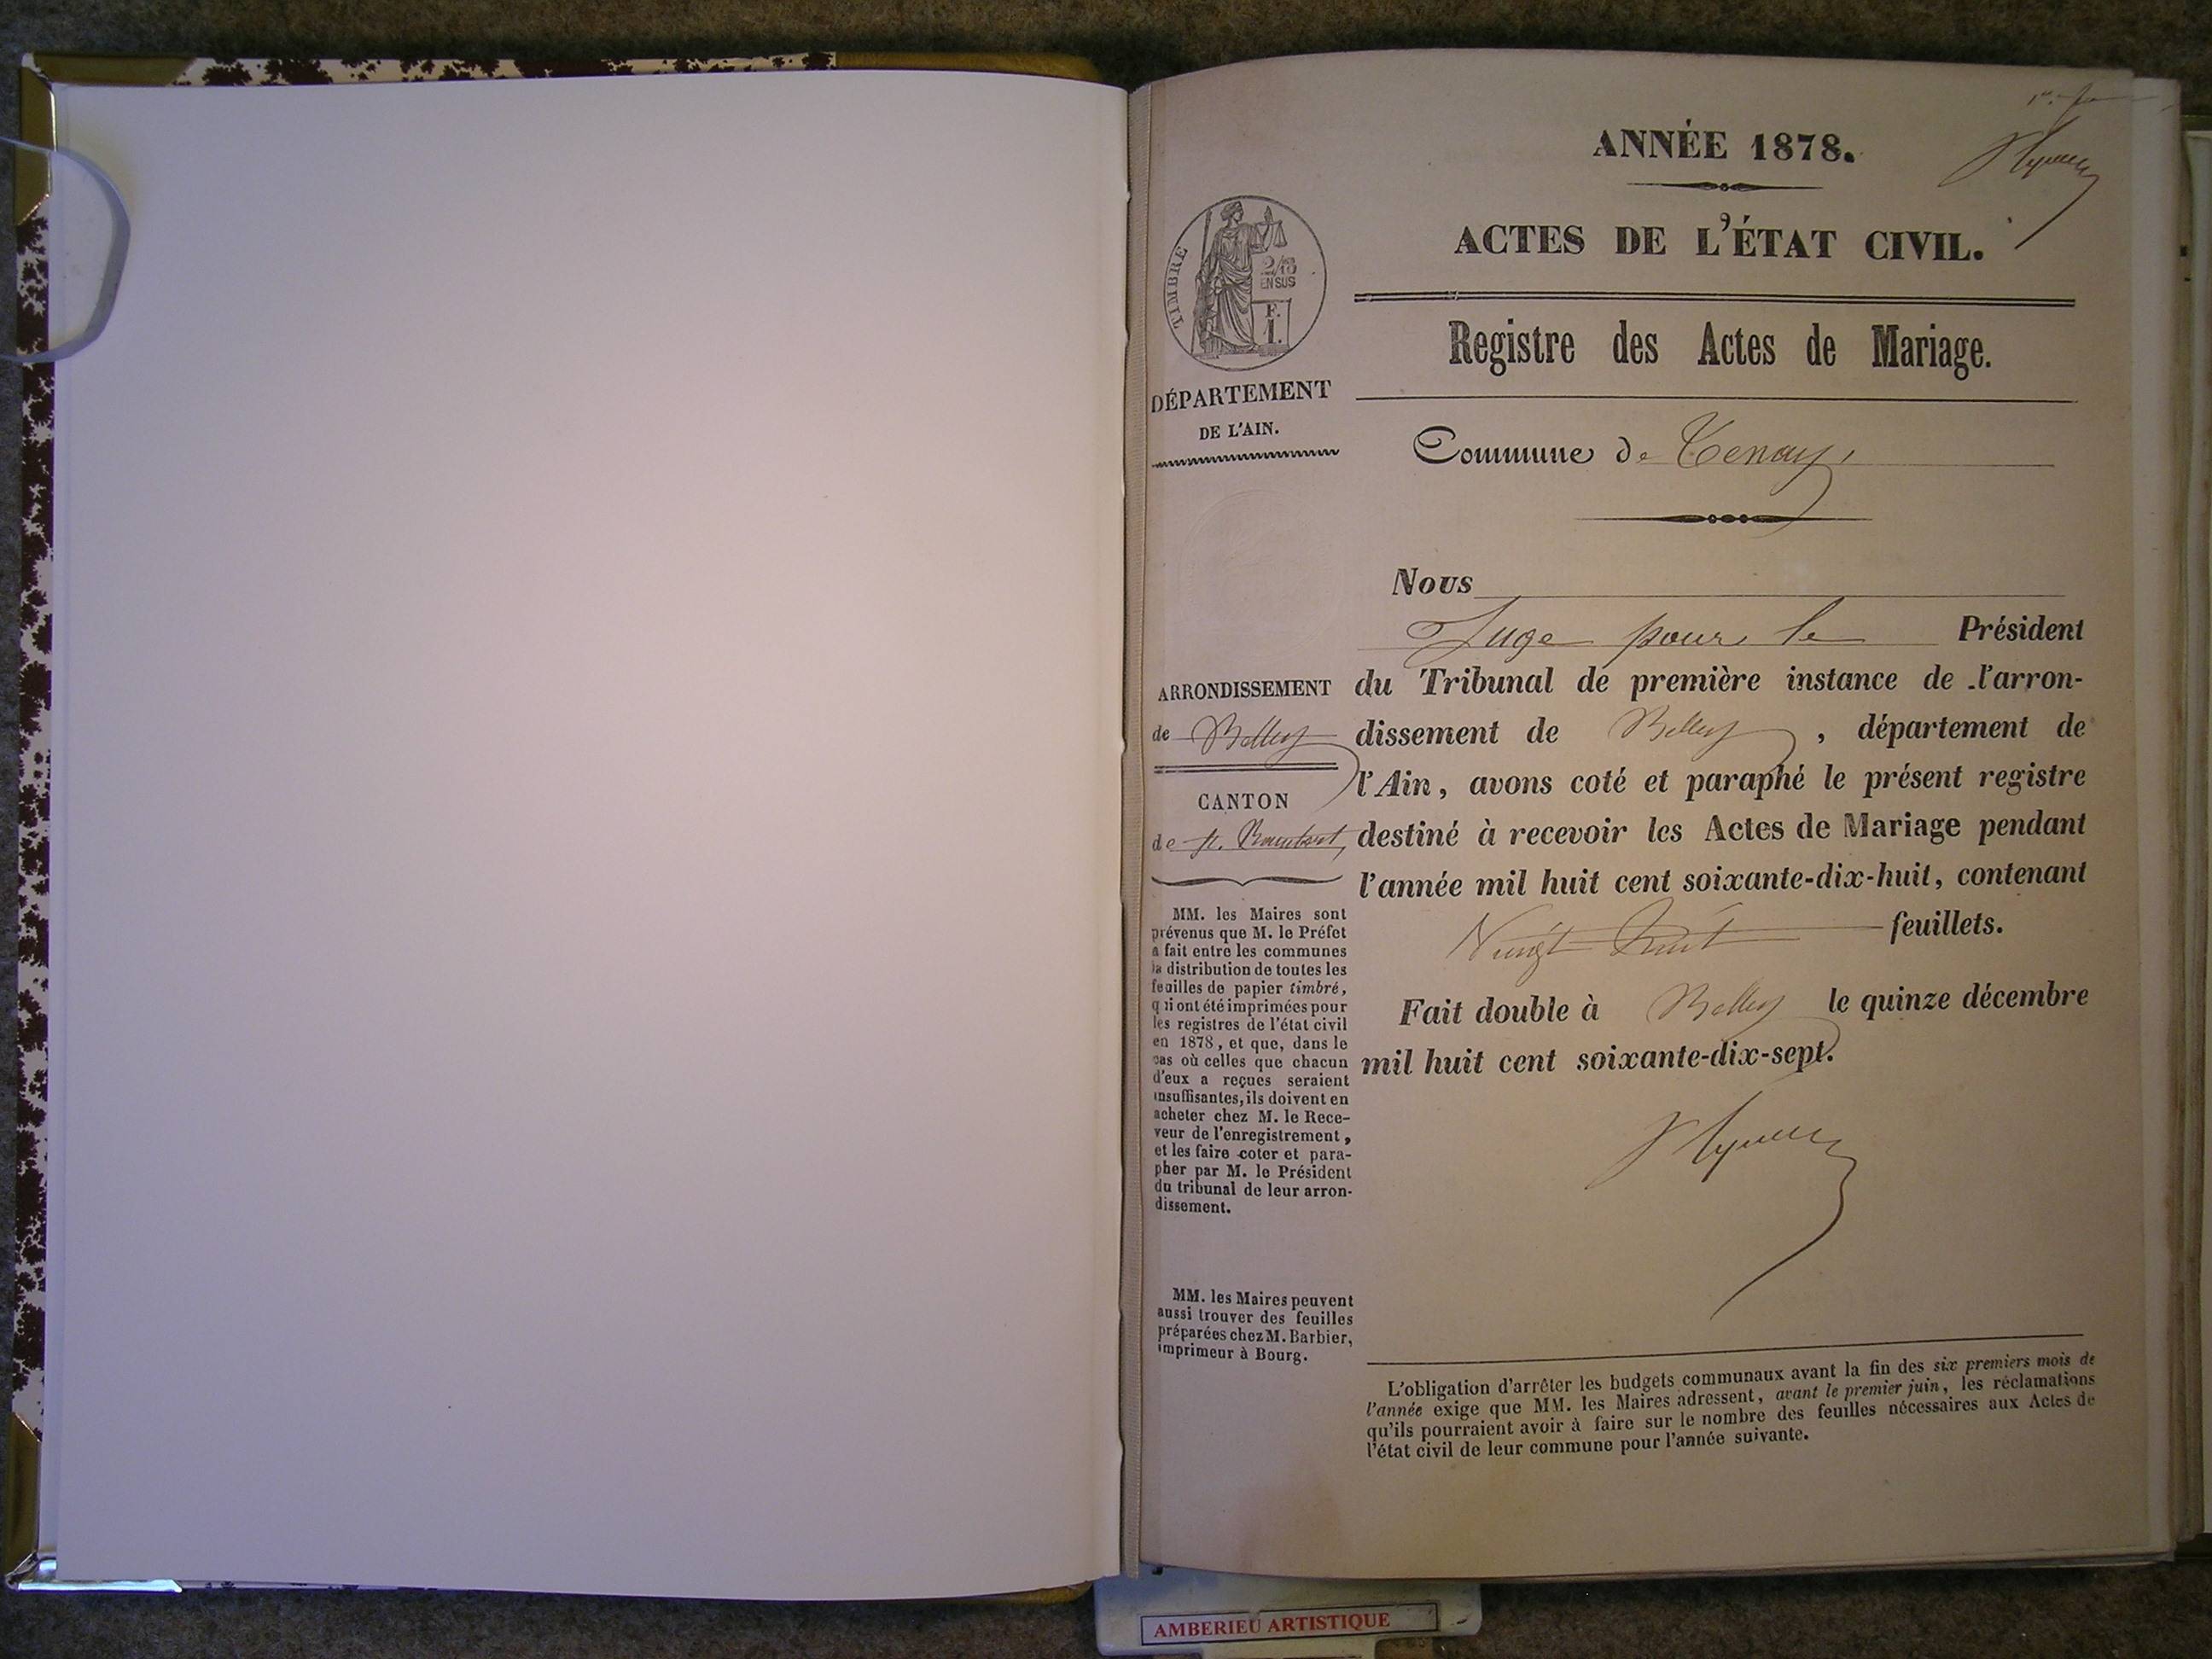 ANNÉE 1878.
ACTES DE L'ÉTAT CIVIL.
TIMBRE
2/10
EN SUS
F.
1.
Registre des Actes de Mariage.
DÉPARTEMENT
DE L'AIN.
Commune de Tenay,
Nous
Juge pour le Président
du Tribunal de première instance de l'arron-
dissement de Belley, département de
l'Ain, avons coté et paraphé le présent registre
destiné à recevoir les Actes de Mariage pendant
l'année mil huit cent soixante-dix-huit, contenant
Vingt huit feuillets.
Fait double à Belley le quinze décembre
mil huit cent soixante-dix-sept.
ARRONDISSEMENT
de Belley
CANTON
de St. Rambert,
MM. les Maires sont
prévenus que M. le Préfet
a fait entre les communes
la distribution de toutes les
feuilles de papier timbré,
qui ont été imprimées pour
les registres de l'état civil
en 1878, et que, dans le
cas où celles que chacun
d'eux a reçues seraient
insuffisantes, ils doivent en
acheter chez M. le Rece-
veur de l'enregistrement,
et les faire coter et para-
pher par M. le Président
du tribunal de leur arron-
dissement.
MM. les Maires peuvent
aussi trouver des feuilles
préparées chez M. Barbier,
imprimeur à Bourg.
L'obligation d'arrêter les budgets communaux avant la fin des six premiers mois de
l'année exige que MM. les Maires adressent, avant le premier juin, les réclamations
qu'ils pourraient avoir à faire sur le nombre des feuilles nécessaires aux Actes de
l'état civil de leur commune pour l'année suivante.
AMBERIEU ARTISTIQUE